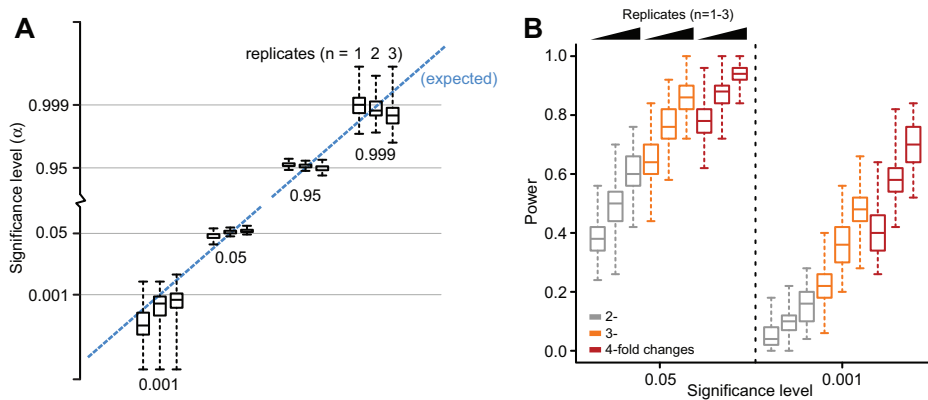 A
replicates (n = 1 2 3)
(expected)
Significance level (α)
0.999
0.95
0.05
0.001
0.999
0.95
0.05
0.001
B
Replicates (n=1-3)
Power
1.0
0.8
0.6
0.4
0.2
0.0
2-
3-
4-fold changes
0.05
0.001
Significance level